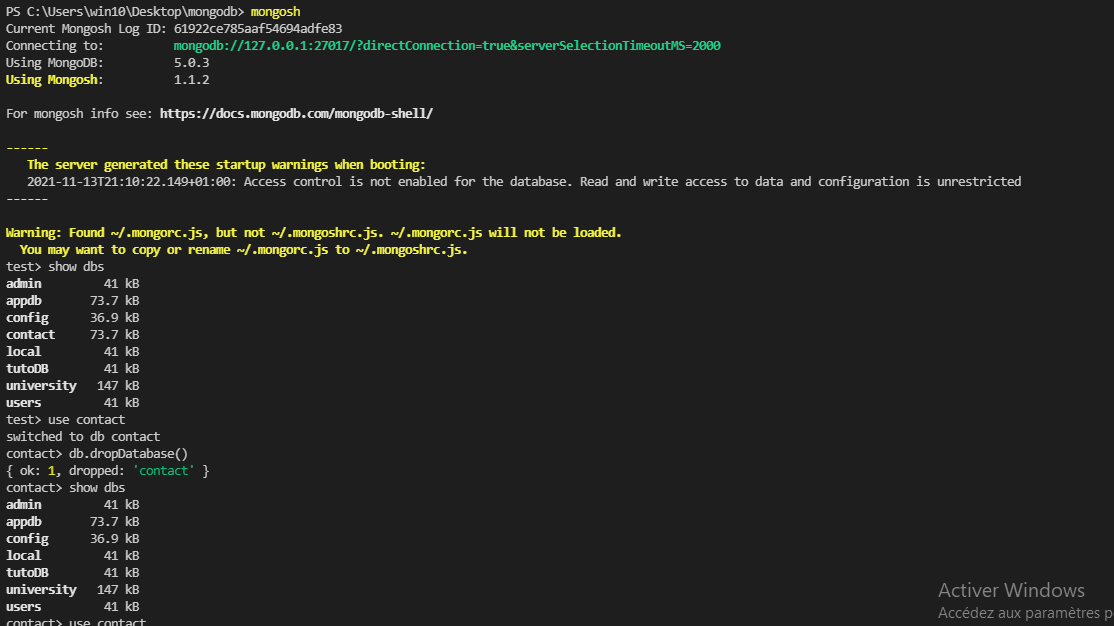 PS C:\Users\win10\Desktop\mongodb> mongosh
Current Mongosh Log ID: 61922ce785aaf54694adfe83
Connecting to:          mongodb://127.0.0.1:27017/?directConnection=true&serverSelectionTimeoutMS=2000
Using MongoDB:          5.0.3
Using Mongosh:          1.1.2
For mongosh info see: https://docs.mongodb.com/mongodb-shell/
------
   The server generated these startup warnings when booting:
   2021-11-13T21:10:22.149+01:00: Access control is not enabled for the database. Read and write access to data and configuration is unrestricted
------
Warning: Found ~/.mongorc.js, but not ~/.mongoshrc.js. ~/.mongorc.js will not be loaded.
  You may want to copy or rename ~/.mongorc.js to ~/.mongoshrc.js.
test> show dbs
admin         41 kB
appdb       73.7 kB
config      36.9 kB
contact     73.7 kB
local         41 kB
tutoDB        41 kB
university   147 kB
users         41 kB
test> use contact
switched to db contact
contact> db.dropDatabase()
{ ok: 1, dropped: 'contact' }
contact> show dbs
admin         41 kB
appdb       73.7 kB
config      36.9 kB
local         41 kB
tutoDB        41 kB
university   147 kB
users         41 kB
contact> use contact
Activer Windows
Accédez aux paramètres p